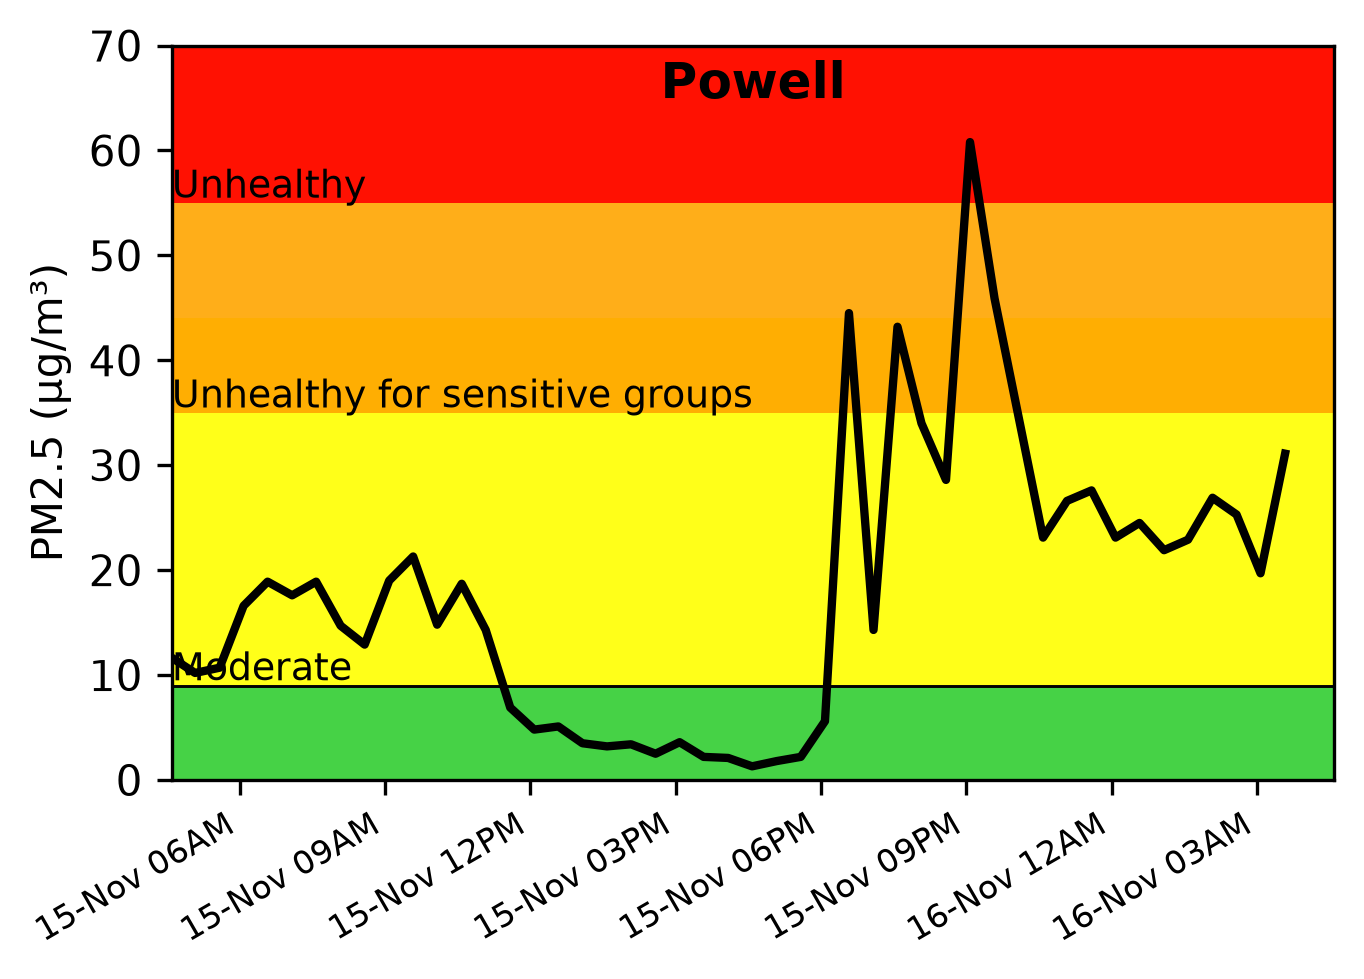 Powell
PM2.5 (µg/m³)
70
60
50
40
30
20
10
0
Unhealthy
Unhealthy for sensitive groups
Moderate
15-Nov 06AM
15-Nov 09AM
15-Nov 12PM
15-Nov 03PM
15-Nov 06PM
15-Nov 09PM
16-Nov 12AM
16-Nov 03AM